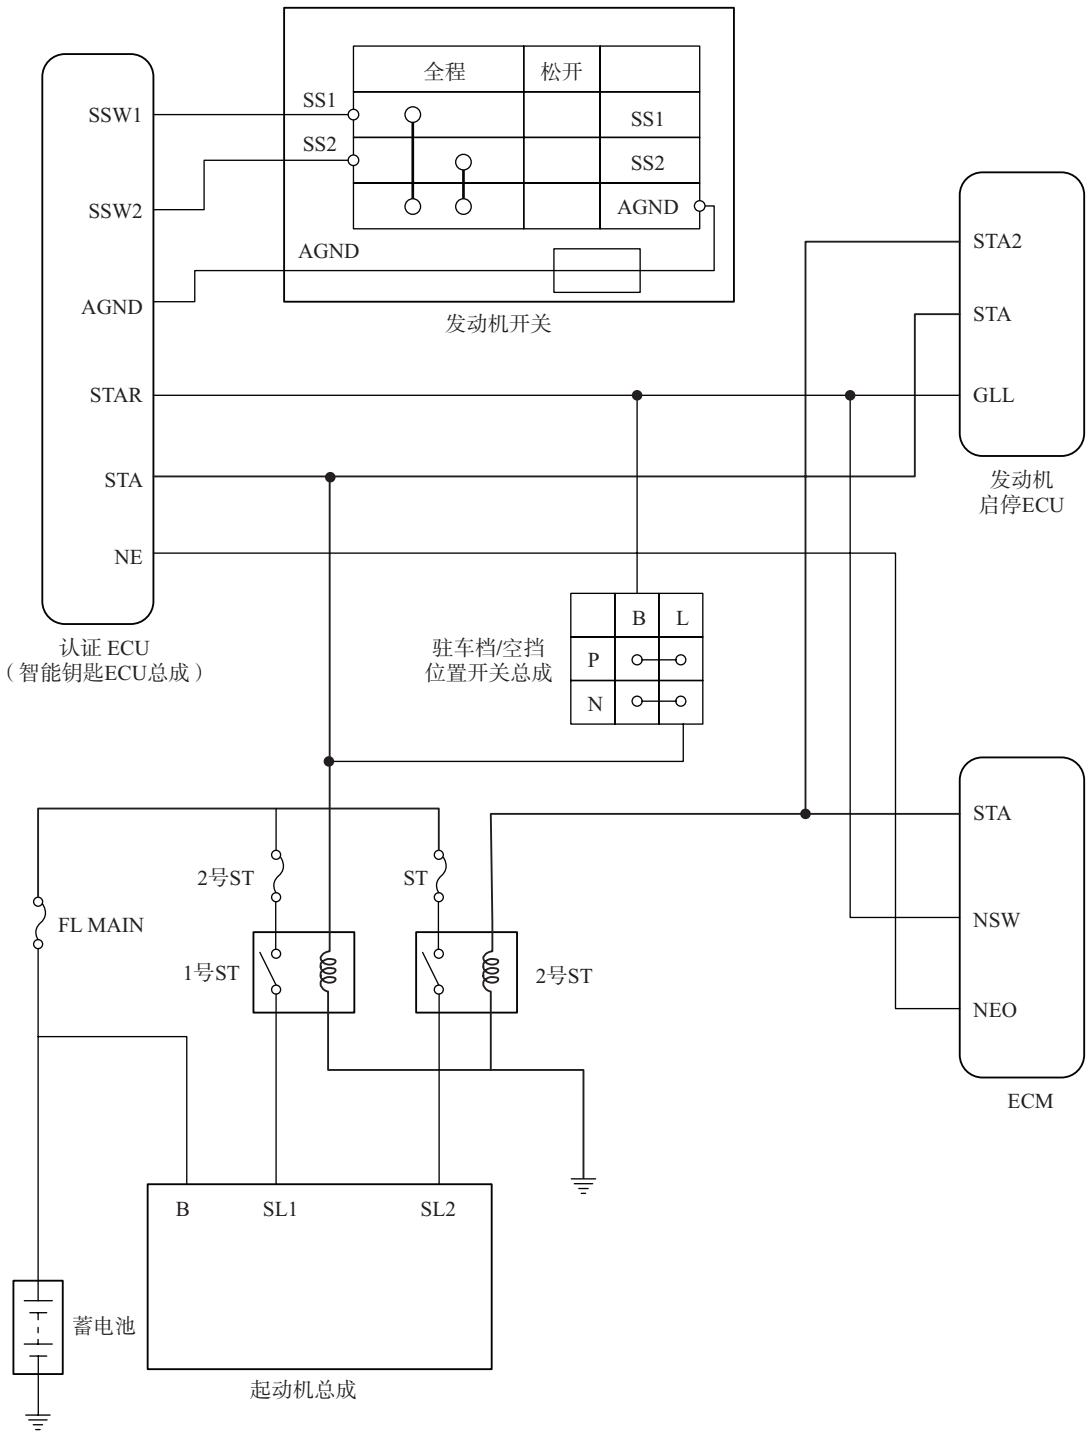 全程
松开
SS1
SSW1
SS1
SS2
SS2
SSW2
AGND
STA2
AGND
AGND
STA
发动机开关
STAR
GLL
STA
发动机
启停ECU
NE
B
L
认证 ECU
（智能钥匙ECU总成）
驻车档/空挡
位置开关总成
P
N
STA
2号ST
ST
FL MAIN
NSW
1号ST
2号ST
NEO
ECM
B
SL1
SL2
蓄电池
起动机总成